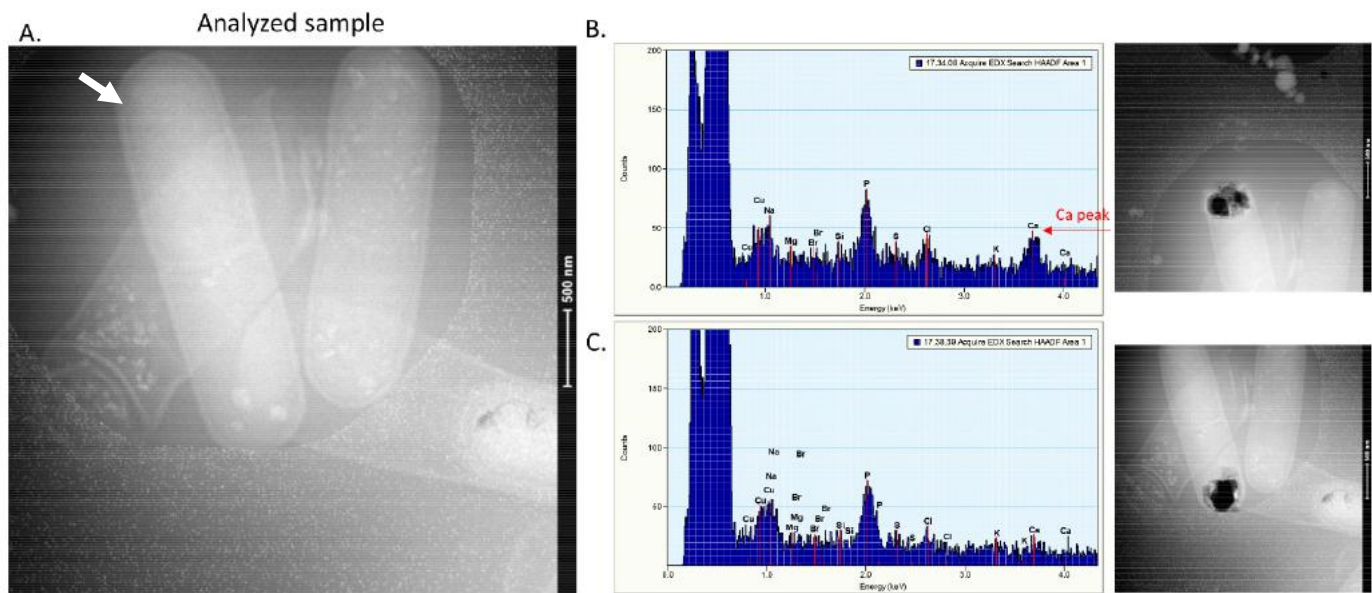 A.
Analyzed sample
500 nm
B.
200
150
100
50
0.0
Counts
17.34.08 Acquire EDX Search HAADF Area 1
Cu
Cu
Na
Mg
Br
Br
Si
P
S
Cl
K
Ca
Ca
Ca peak
1.0
2.0
3.0
4.0
Energy (keV)
C.
200
150
100
50
Counts
17.38.39 Acquire EDX Search HAADF Area 1
Na
Br
Na
Cu
Cu
Cu
Br
Mg
Mg
Br
Br
Br
Si
Si
P
P
S
S
Cl
Cl
K
K
Ca
Ca
0.0
1.0
2.0
3.0
4.0
Energy (keV)